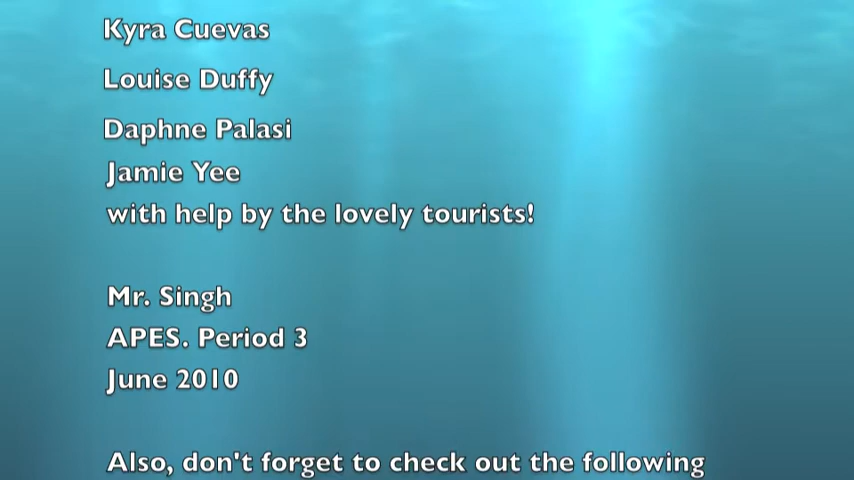 Kyra Cuevas
Louise Duffy
Daphne Palasi
Jamie Yee
with help by the lovely tourists!
Mr. Singh
APES. Period 3
June 2010
Also, don't forget to check out the following